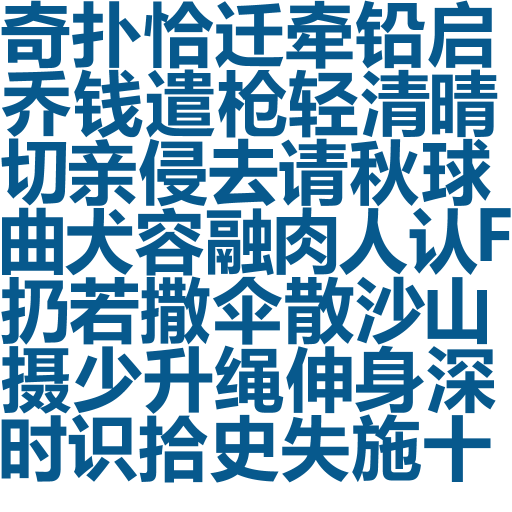 奇扑恰迁牵铅启
乔钱遣枪轻清晴
切亲侵去请秋球
曲犬容融肉人认F
扔若撒伞散沙山
摄少升绳伸身深
时识拾史失施十